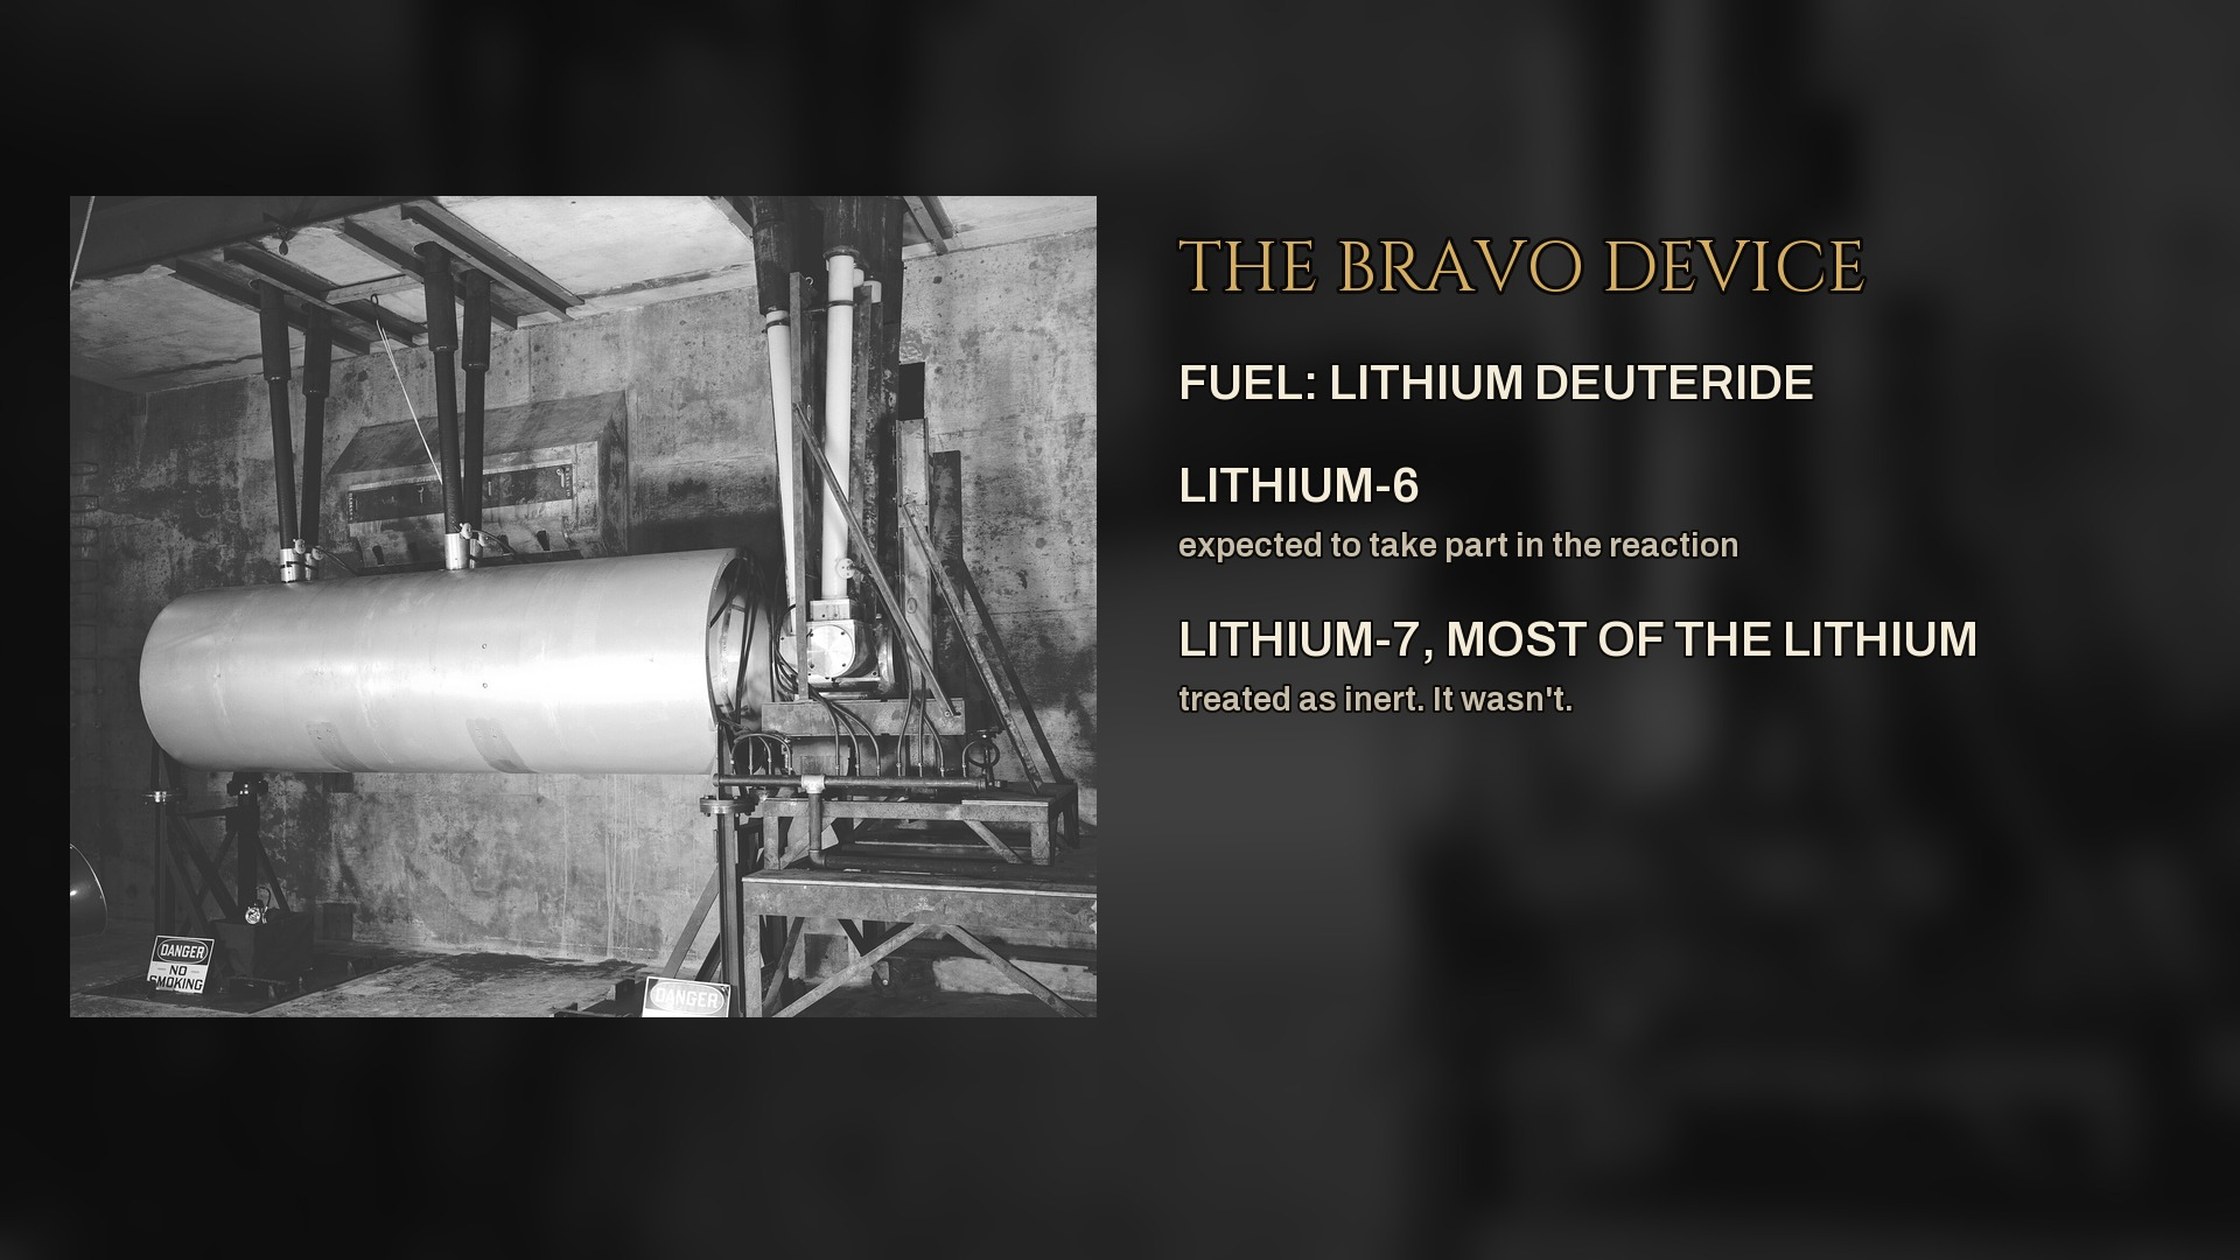 THE BRAVO DEVICE
FUEL: LITHIUM DEUTERIDE
LITHIUM-6
expected to take part in the reaction
LITHIUM-7, MOST OF THE LITHIUM
treated as inert. It wasn't.
DANGER
NO
SMOKING
DANGER